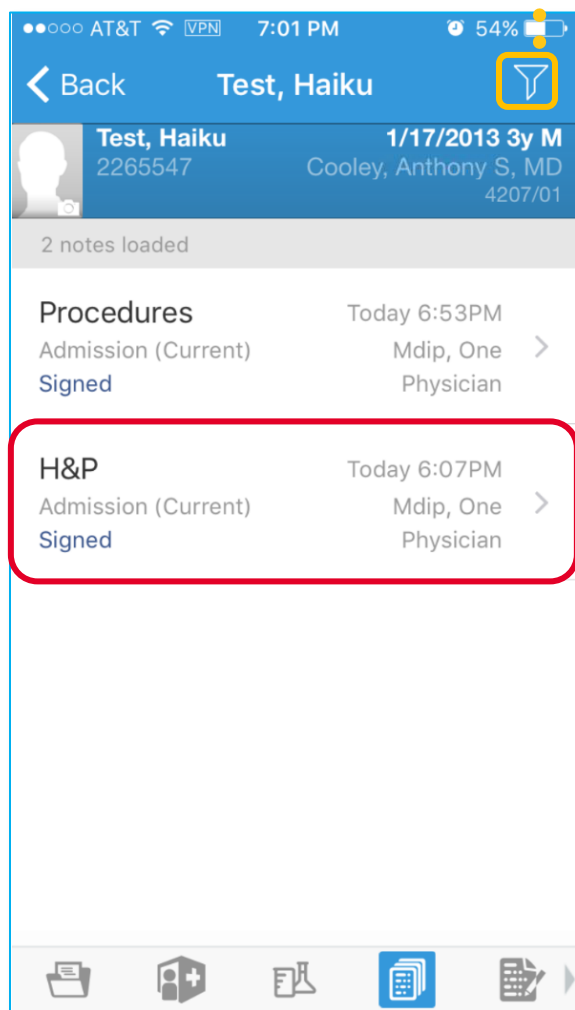 AT&T VPN 7:01 PM 54%
Back Test, Haiku
Test, Haiku 1/17/2013 3y M
2265547 Cooley, Anthony S, MD
4207/01
2 notes loaded
Procedures Today 6:53PM
Admission (Current) Mdip, One
Signed Physician
H&P Today 6:07PM
Admission (Current) Mdip, One
Signed Physician